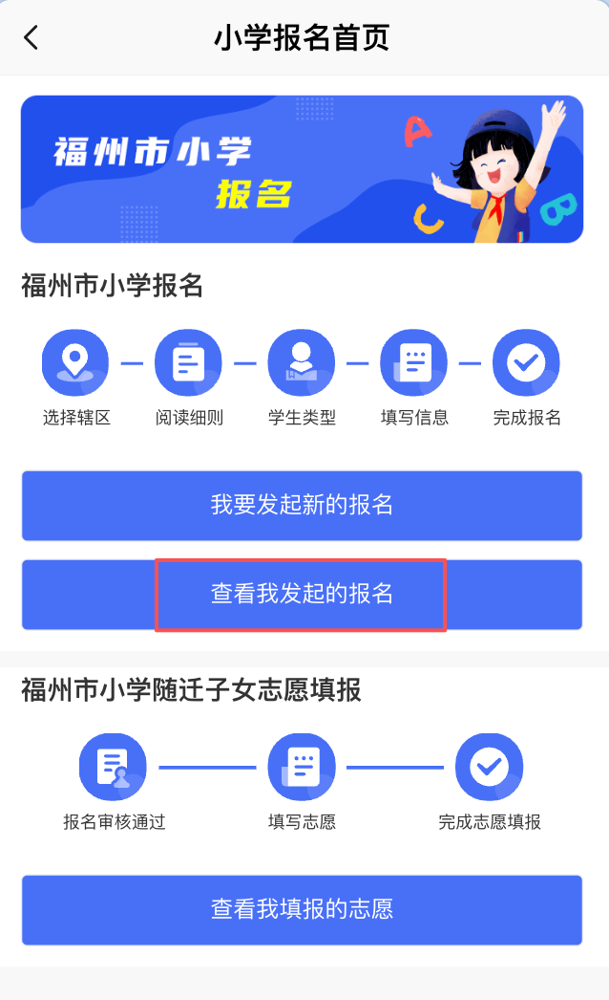 小学报名首页
福州市小学
报名
A
C
B
福州市小学报名
选择辖区
阅读细则
学生类型
填写信息
完成报名
我要发起新的报名
查看我发起的报名
福州市小学随迁子女志愿填报
报名审核通过
填写志愿
完成志愿填报
查看我填报的志愿